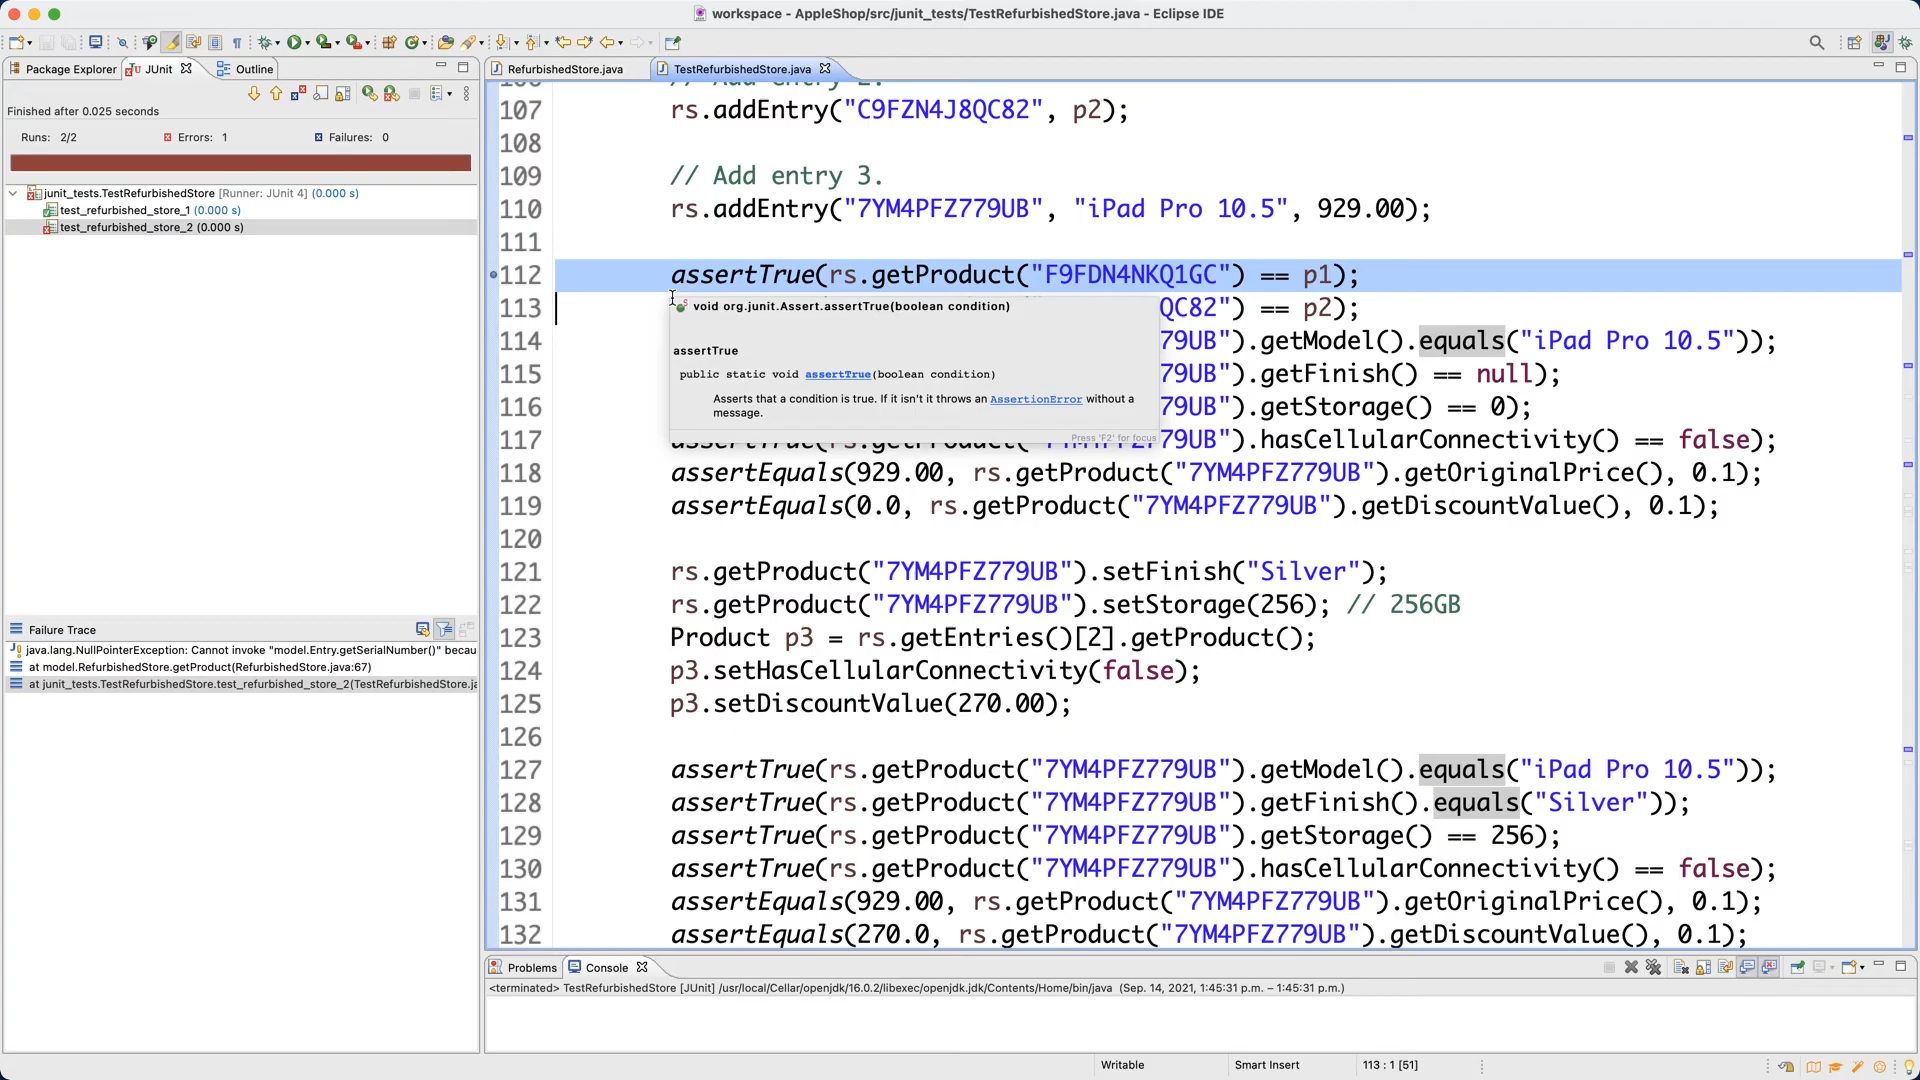 workspace - AppleShop/src/junit_tests/TestRefurbishedStore.java - Eclipse IDE
Package Explorer
JUnit
Outline
Finished after 0.025 seconds
Runs: 2/2
Errors: 1
Failures: 0
junit_tests.TestRefurbishedStore [Runner: JUnit 4] (0.000 s)
test_refurbished_store_1 (0.000 s)
test_refurbished_store_2 (0.000 s)
Failure Trace
java.lang.NullPointerException: Cannot invoke "model.Entry.getSerialNumber()" becau
at model.RefurbishedStore.getProduct(RefurbishedStore.java:67)
at junit_tests.TestRefurbishedStore.test_refurbished_store_2(TestRefurbishedStore.ja
RefurbishedStore.java
TestRefurbishedStore.java
107 rs.addEntry("C9FZN4J8QC82", p2);
108
109 // Add entry 3.
110 rs.addEntry("7YM4PFZ779UB", "iPad Pro 10.5", 929.00);
111
112 assertTrue(rs.getProduct("F9FDN4NKQ1GC") == p1);
113 QC82") == p2);
114 79UB").getModel().equals("iPad Pro 10.5"));
115 79UB").getFinish() == null);
116 79UB").getStorage() == 0);
117 79UB").hasCellularConnectivity() == false);
118 assertEquals(929.00, rs.getProduct("7YM4PFZ779UB").getOriginalPrice(), 0.1);
119 assertEquals(0.0, rs.getProduct("7YM4PFZ779UB").getDiscountValue(), 0.1);
120
121 rs.getProduct("7YM4PFZ779UB").setFinish("Silver");
122 rs.getProduct("7YM4PFZ779UB").setStorage(256); // 256GB
123 Product p3 = rs.getEntries()[2].getProduct();
124 p3.setHasCellularConnectivity(false);
125 p3.setDiscountValue(270.00);
126
127 assertTrue(rs.getProduct("7YM4PFZ779UB").getModel().equals("iPad Pro 10.5"));
128 assertTrue(rs.getProduct("7YM4PFZ779UB").getFinish().equals("Silver"));
129 assertTrue(rs.getProduct("7YM4PFZ779UB").getStorage() == 256);
130 assertTrue(rs.getProduct("7YM4PFZ779UB").hasCellularConnectivity() == false);
131 assertEquals(929.00, rs.getProduct("7YM4PFZ779UB").getOriginalPrice(), 0.1);
132 assertEquals(270.0, rs.getProduct("7YM4PFZ779UB").getDiscountValue(), 0.1);
void org.junit.Assert.assertTrue(boolean condition)
assertTrue
public static void assertTrue(boolean condition)
Asserts that a condition is true. If it isn't it throws an AssertionError without a
message.
Press 'F2' for focus
Problems
Console
<terminated> TestRefurbishedStore [JUnit] /usr/local/Cellar/openjdk/16.0.2/libexec/openjdk.jdk/Contents/Home/bin/java (Sep. 14, 2021, 1:45:31 p.m. – 1:45:31 p.m.)
Writable
Smart Insert
113 : 1 [51]